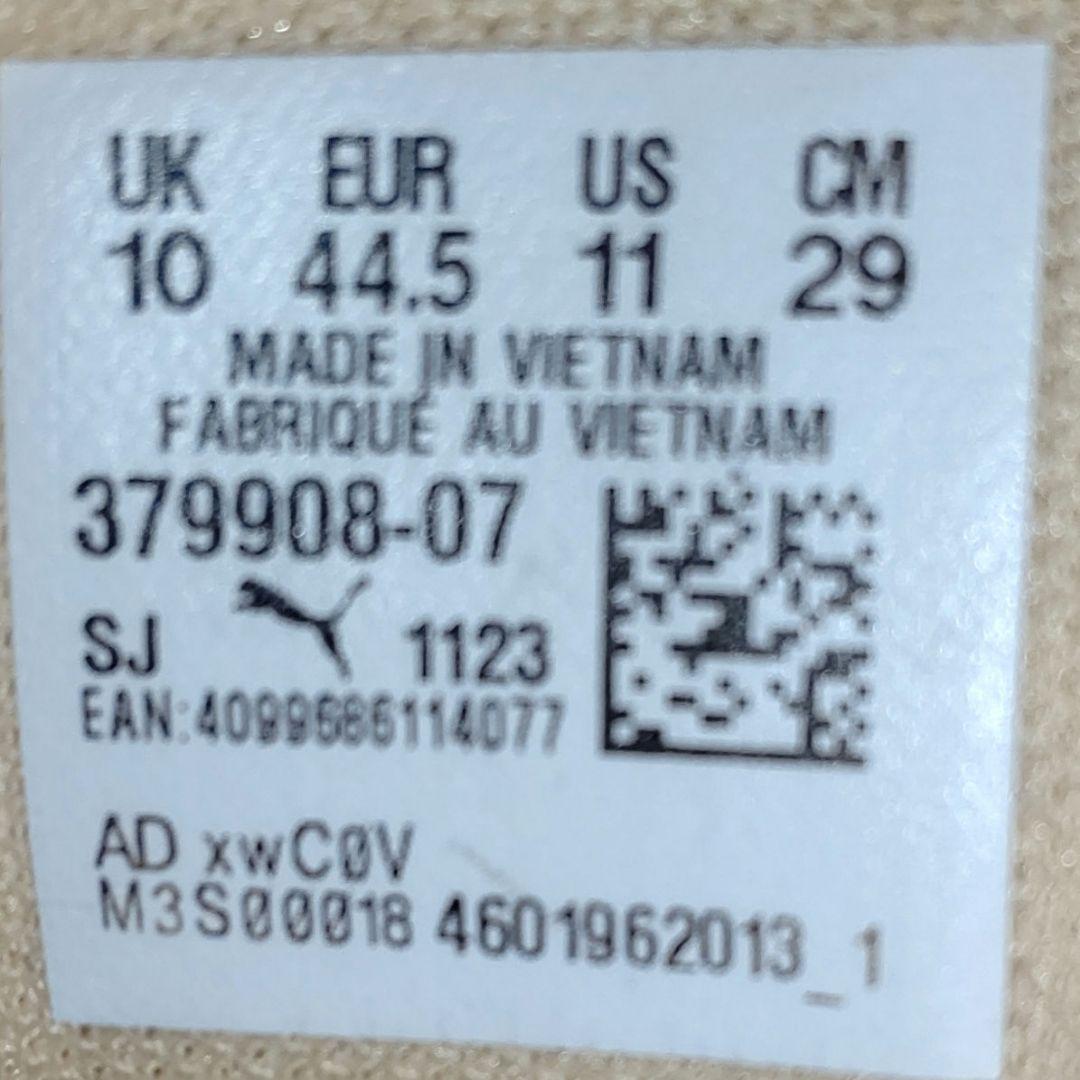 UK EUR US CM
10 44.5 11 29
MADE IN VIETNAM
FABRIQUÉ AU VIETNAM
379908-07
SJ 1123
EAN:4099686114077
AD xwC0V
M3S00018 4601962013_1